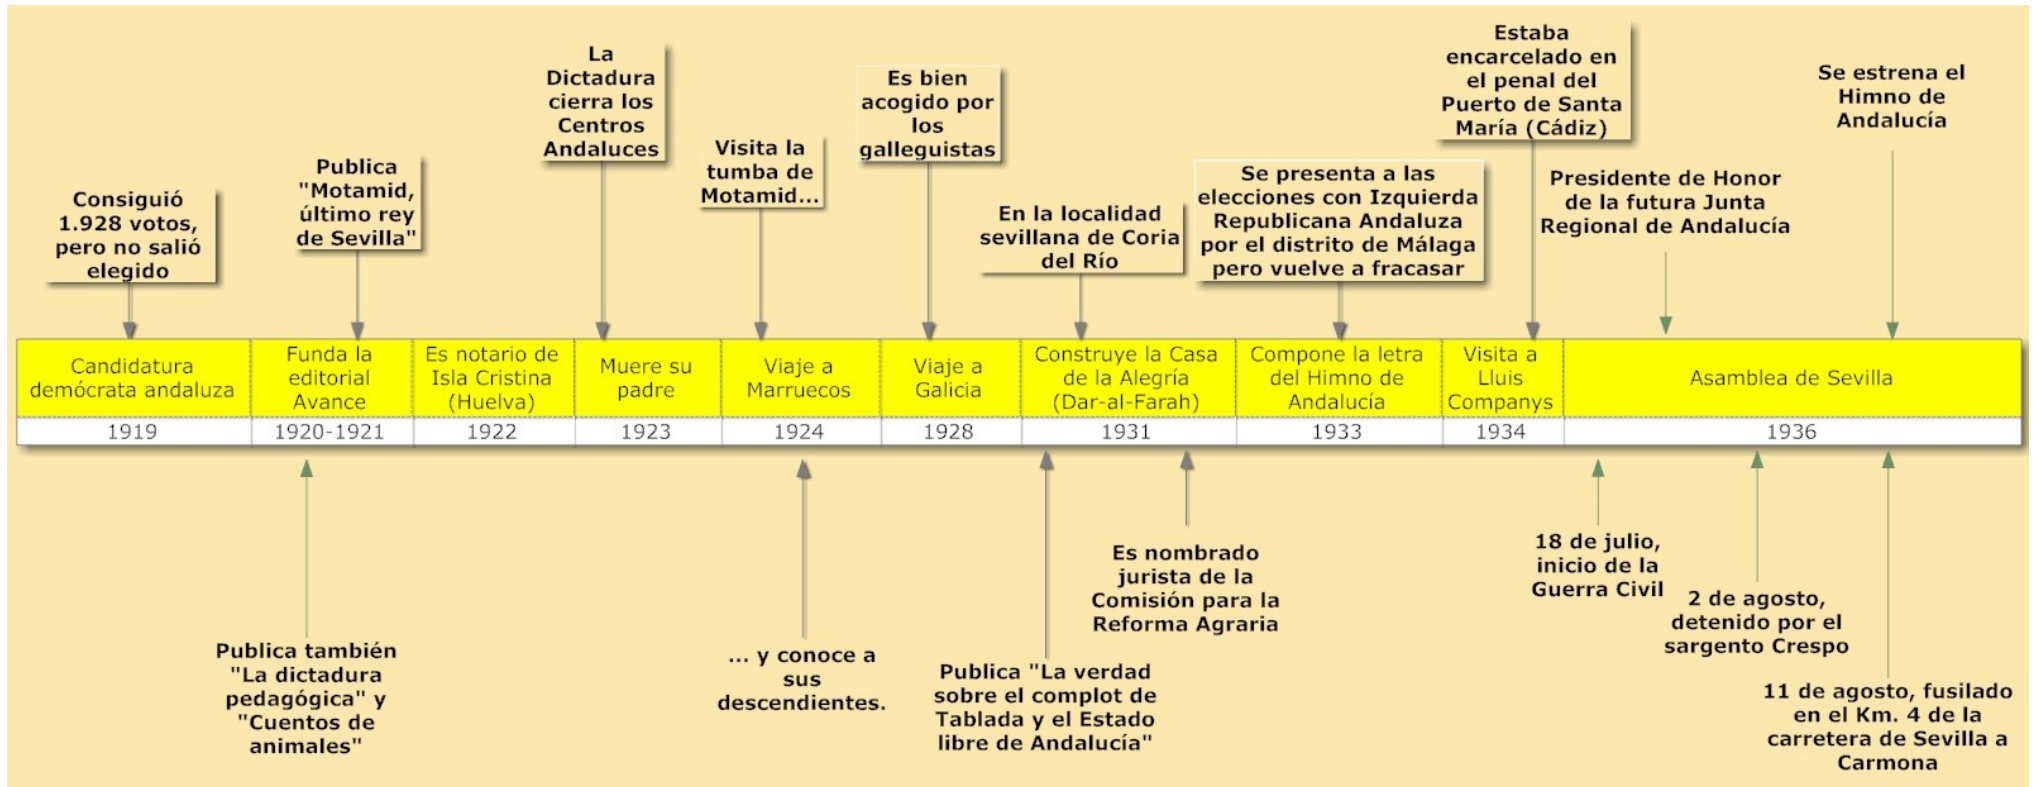 Consiguió
1.928 votos,
pero no salió
elegido
Publica
"Motamid,
último rey
de Sevilla"
La
Dictadura
cierra los
Centros
Andaluces
Visita la
tumba de
Motamid...
Es bien
acogido por
los
galleguistas
En la localidad
sevillana de Coria
del Río
Se presenta a las
elecciones con Izquierda
Republicana Andaluza
por el distrito de Málaga
pero vuelve a fracasar
Estaba
encarcelado en
el penal del
Puerto de Santa
María (Cádiz)
Presidente de Honor
de la futura Junta
Regional de Andalucía
Se estrena el
Himno de
Andalucía
Candidatura
demócrata andaluza
Funda la
editorial
Avance
Es notario de
Isla Cristina
(Huelva)
Muere su
padre
Viaje a
Marruecos
Viaje a
Galicia
Construye la Casa
de la Alegría
(Dar-al-Farah)
Compone la letra
del Himno de
Andalucía
Visita a
Lluis
Companys
Asamblea de Sevilla
1919
1920-1921
1922
1923
1924
1928
1931
1933
1934
1936
Publica también
"La dictadura
pedagógica" y
"Cuentos de
animales"
... y conoce a
sus
descendientes.
Publica "La verdad
sobre el complot de
Tablada y el Estado
libre de Andalucía"
Es nombrado
jurista de la
Comisión para la
Reforma Agraria
18 de julio,
inicio de la
Guerra Civil
2 de agosto,
detenido por el
sargento Crespo
11 de agosto, fusilado
en el Km. 4 de la
carretera de Sevilla a
Carmona